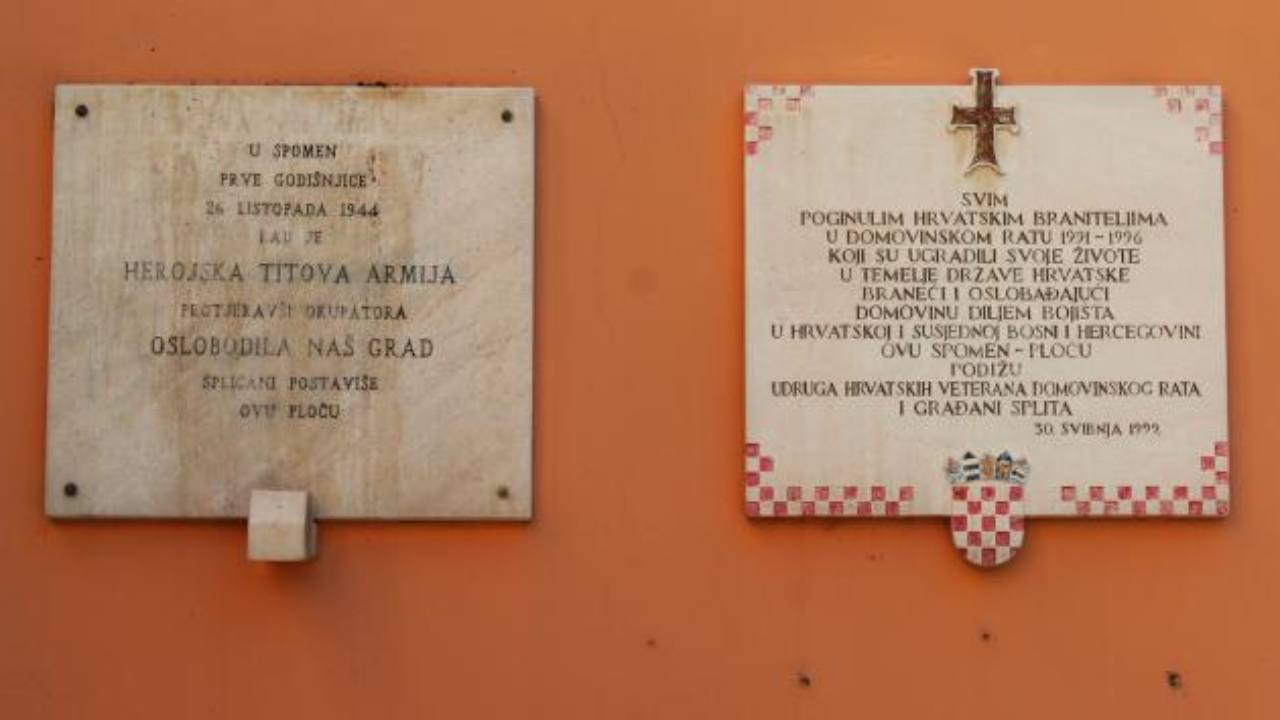 U SPOMEN
PRVE GODIŠNJICE
26 LISTOPADA 1944
KAD JE
HEROJSKA TITOVA ARMIJA
PROTJERAVŠI OKUPATORA
OSLOBODILA NAŠ GRAD
SPLIĆANI POSTAVIŠE
OVU PLOČU
SVIM
POGINULIM HRVATSKIM BRANITELJIMA
U DOMOVINSKOM RATU 1991-1996
KOJI SU UGRADILI SVOJE ŽIVOTE
U TEMELJE DRŽAVE HRVATSKE
BRANEĆI I OSLOBAĐAJUĆI
DOMOVINU DILJEM BOJIŠTA
U HRVATSKOJ I SUSJEDNOJ BOSNI I HERCEGOVINI
OVU SPOMEN-PLOČU
PODIŽU
UDRUGA HRVATSKIH VETERANA DOMOVINSKOG RATA
I GRAĐANI SPLITA
30. SVIBNJA 1999.